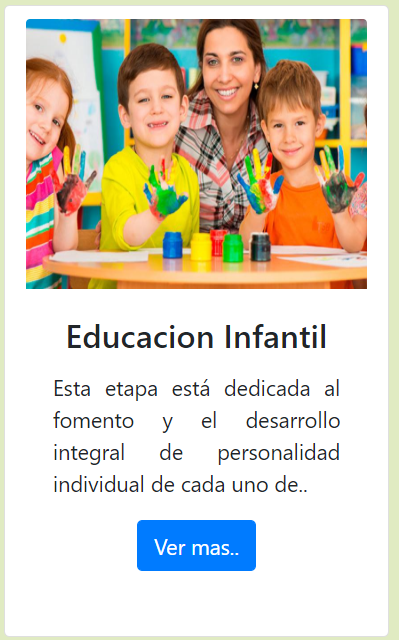 Educacion Infantil
Esta etapa está dedicada al
fomento y el desarrollo
integral de personalidad
individual de cada uno de..
Ver mas..